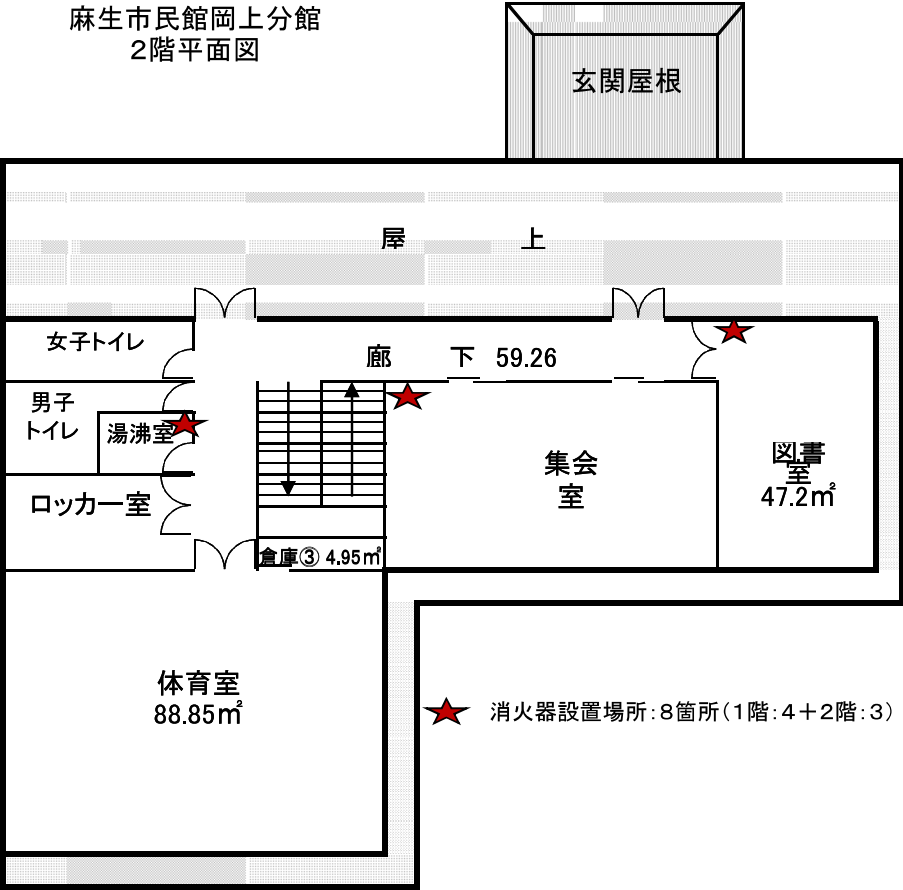 麻生市民館岡上分館
２階平面図
玄関屋根
屋　上
女子トイレ
廊　下 59.26
男子
トイレ
湯沸室
集会
室
図書
室
47.2㎡
ロッカー室
倉庫③ 4.95㎡
体育室
88.85㎡
消火器設置場所：８箇所（１階：４＋２階：３）